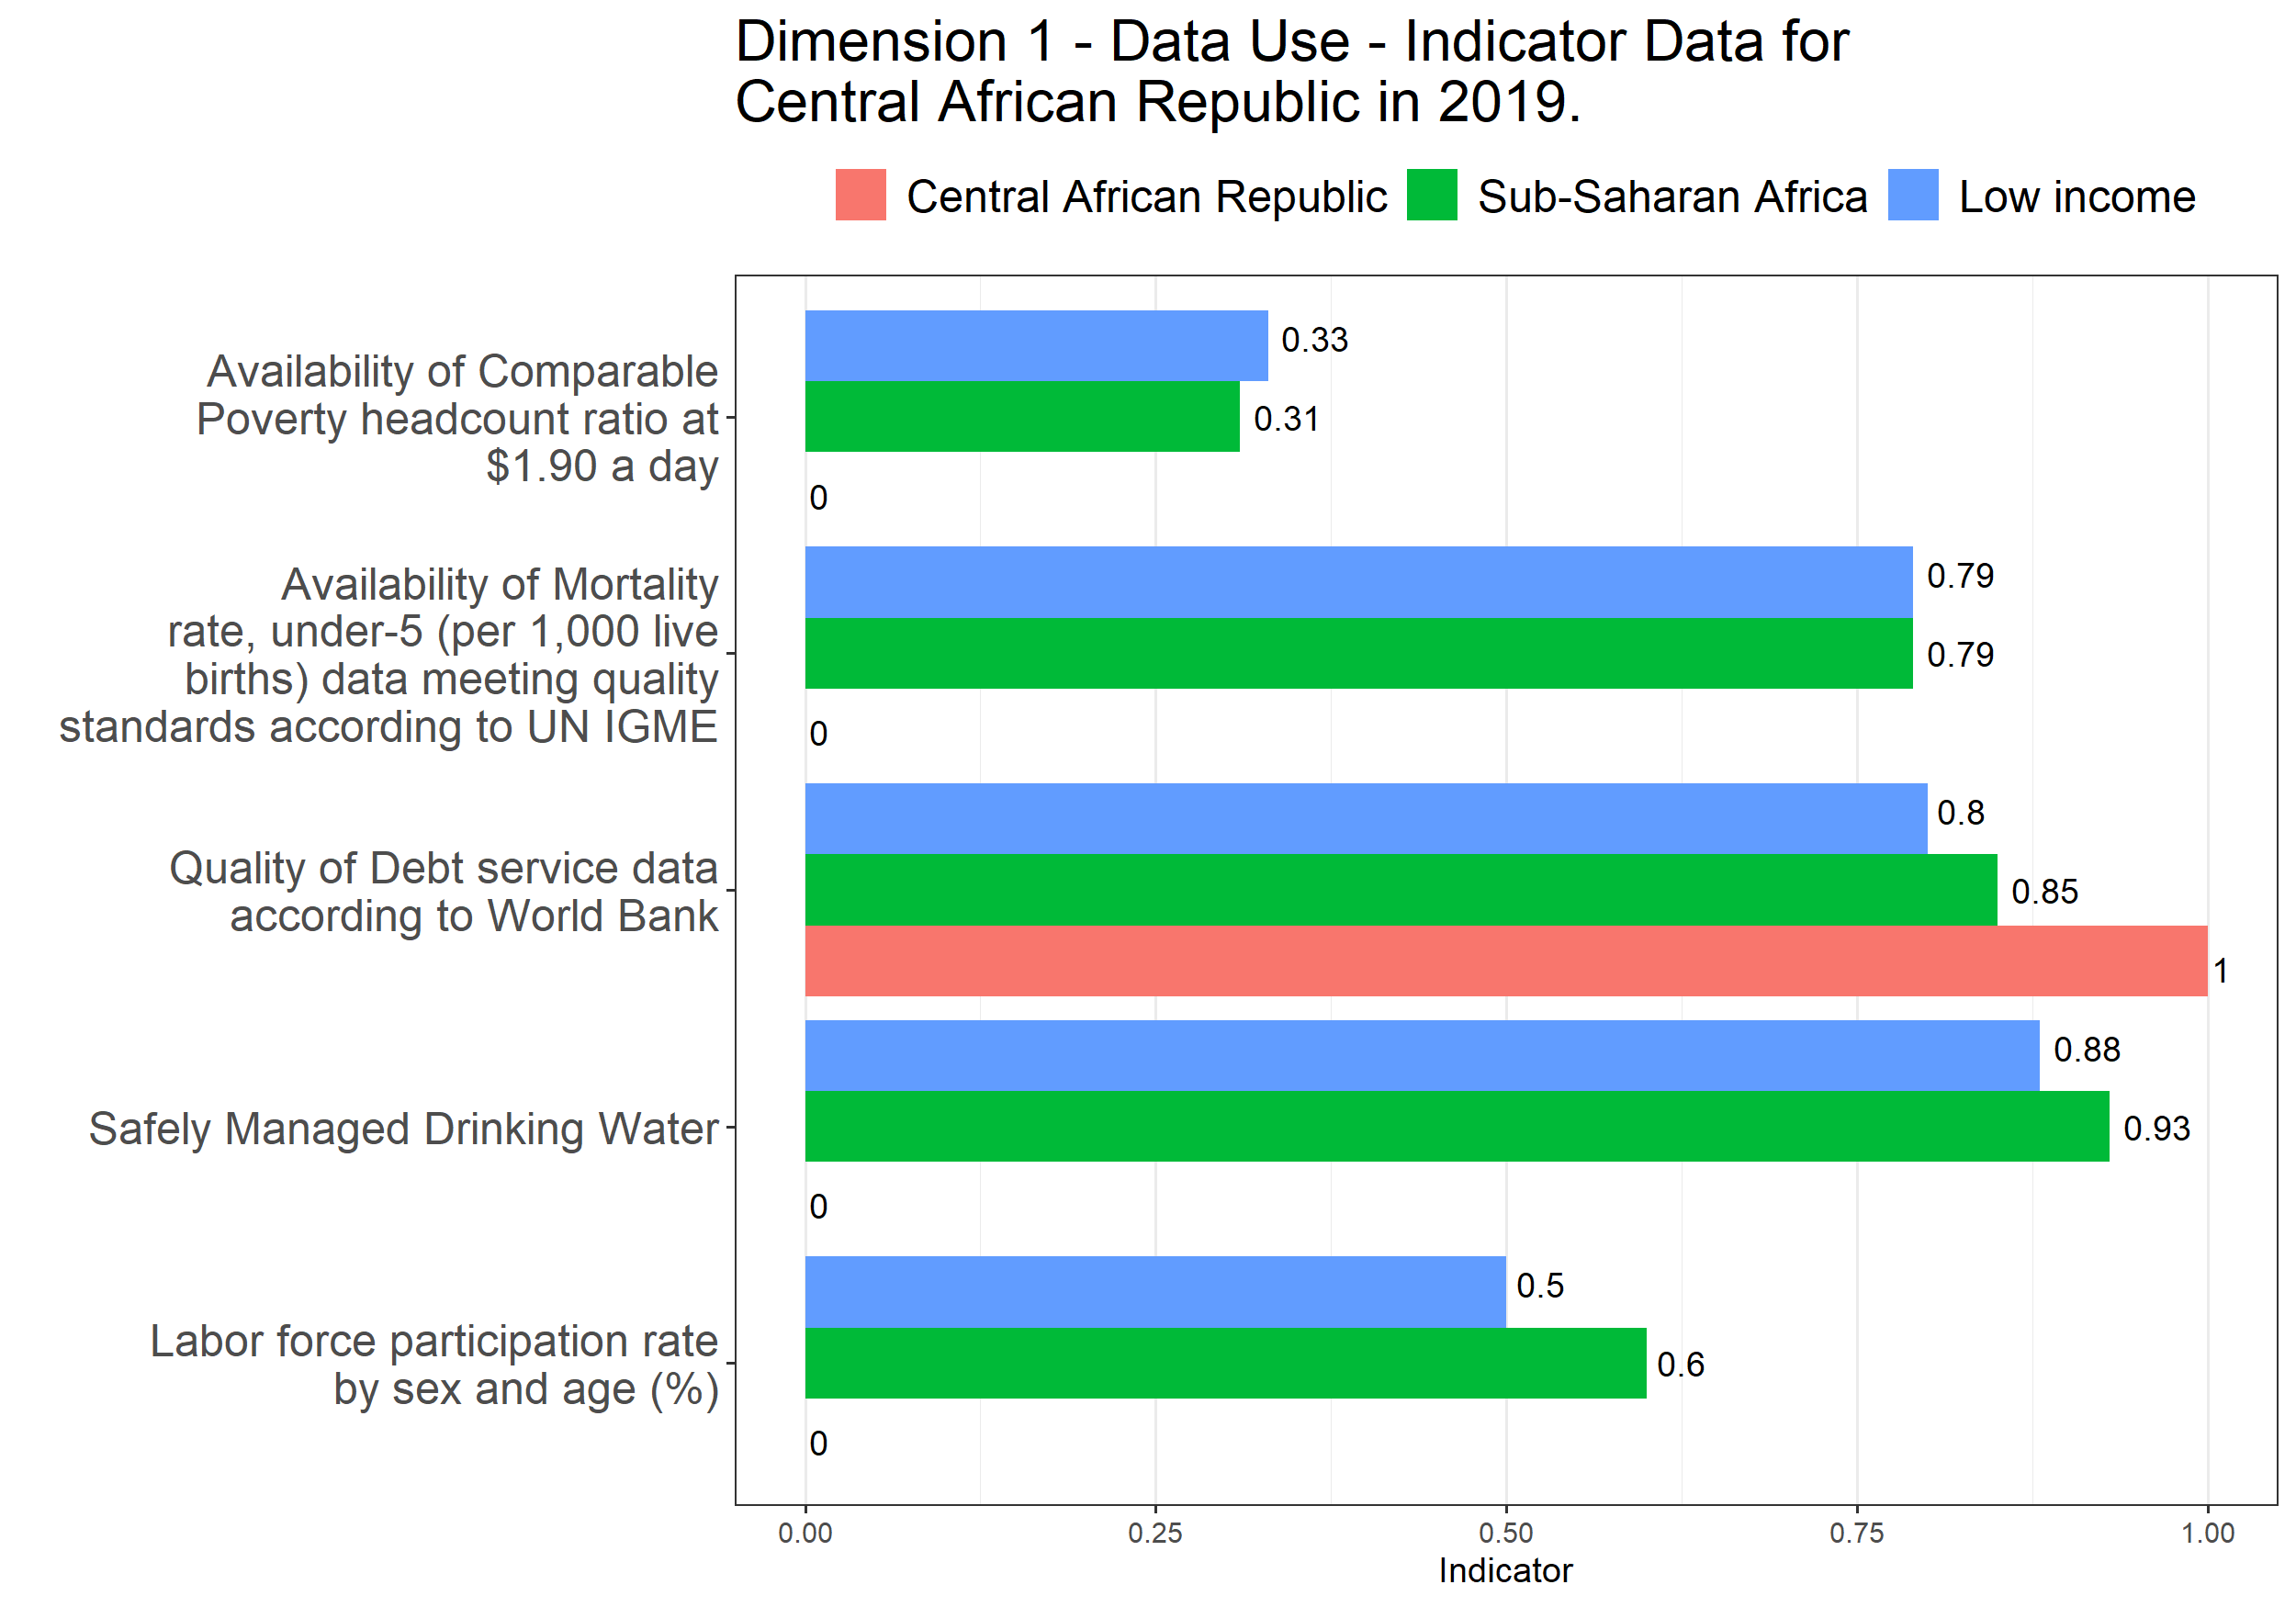 Dimension 1 - Data Use - Indicator Data for
Central African Republic in 2019.
Central African Republic
Sub-Saharan Africa
Low income
Availability of Comparable
Poverty headcount ratio at
$1.90 a day
0.33
0.31
0
Availability of Mortality
rate, under-5 (per 1,000 live
births) data meeting quality
standards according to UN IGME
0.79
0.79
0
Quality of Debt service data
according to World Bank
0.8
0.85
1
Safely Managed Drinking Water
0.88
0.93
0
Labor force participation rate
by sex and age (%)
0.5
0.6
0
0.00
0.25
0.50
0.75
1.00
Indicator